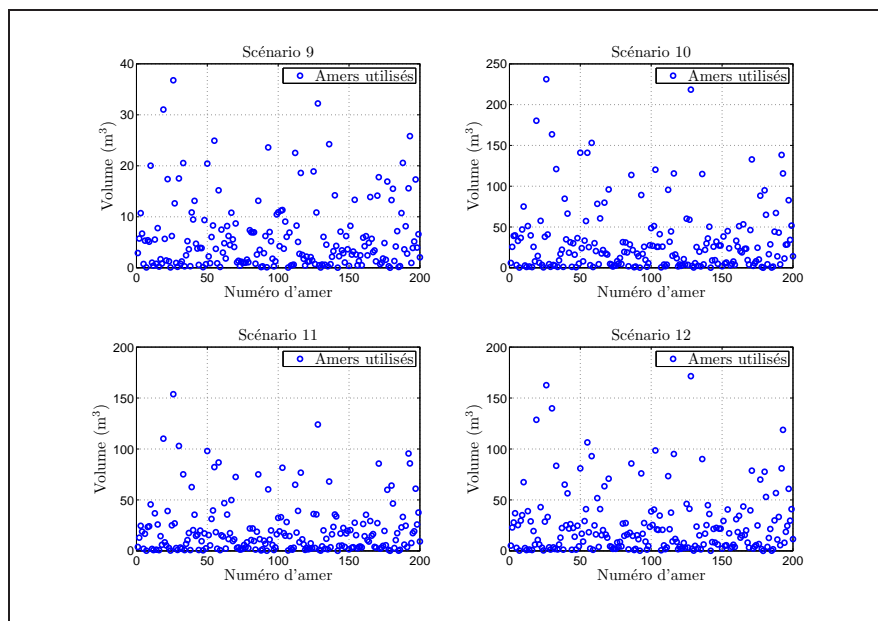 Scénario 9
Amers utilisés
Volume (m³)
40
30
20
10
0
0 50 100 150 200
Numéro d'amer
Scénario 10
Amers utilisés
Volume (m³)
250
200
150
100
50
0
0 50 100 150 200
Numéro d'amer
Scénario 11
Amers utilisés
Volume (m³)
200
150
100
50
0
0 50 100 150 200
Numéro d'amer
Scénario 12
Amers utilisés
Volume (m³)
200
150
100
50
0
0 50 100 150 200
Numéro d'amer